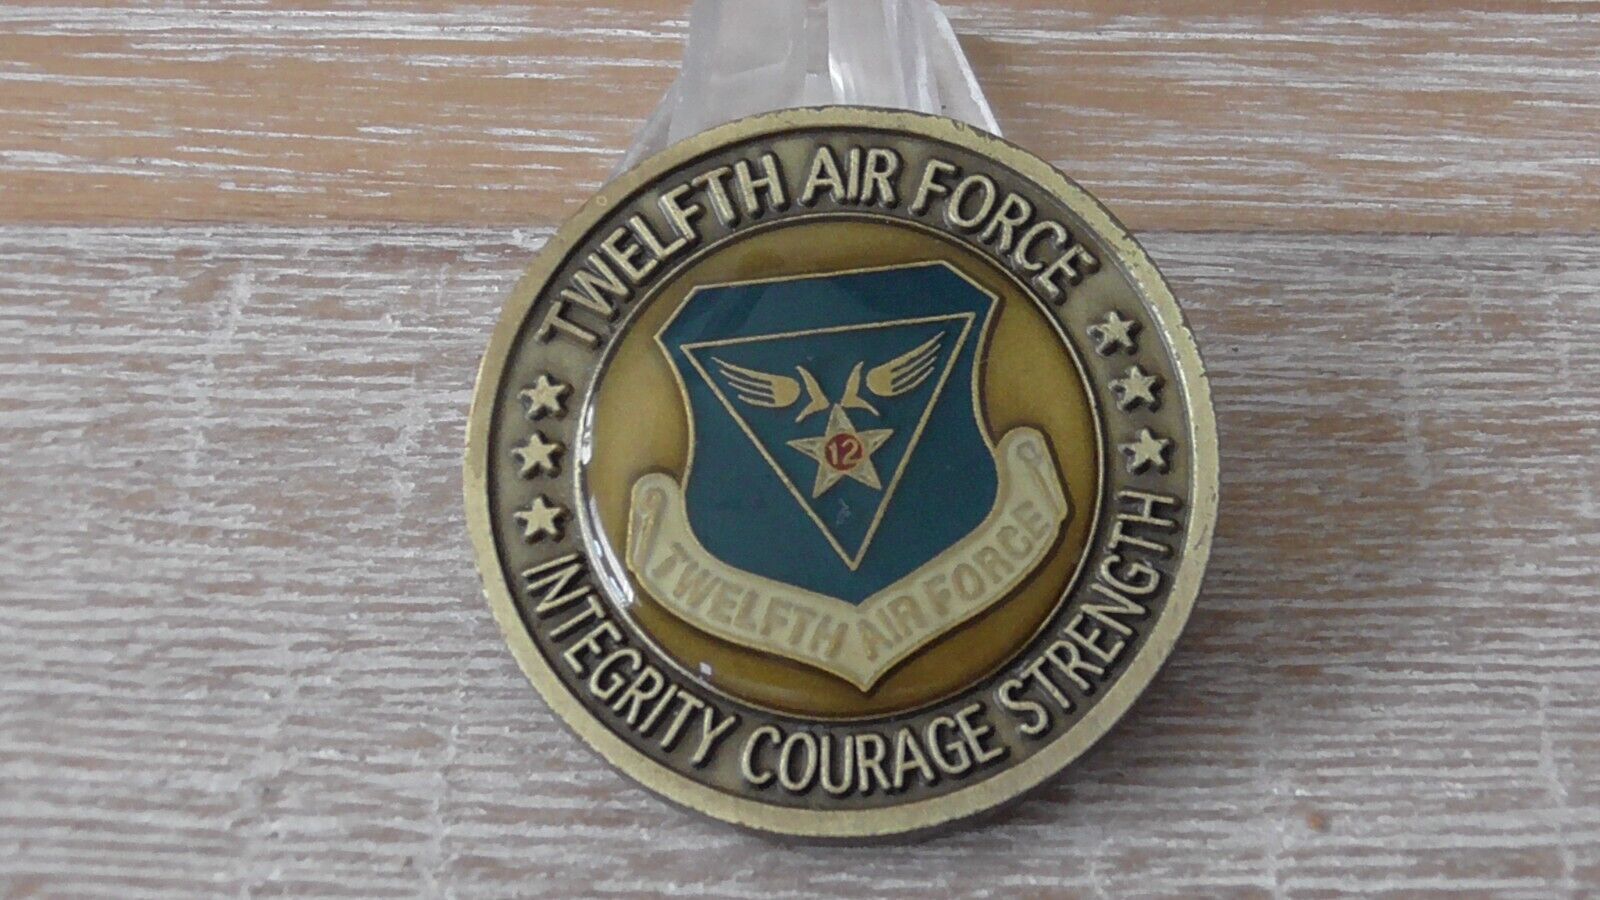 TWELFTH AIR FORCE
12
TWELFTH AIR FORCE
INTEGRITY COURAGE STRENGTH